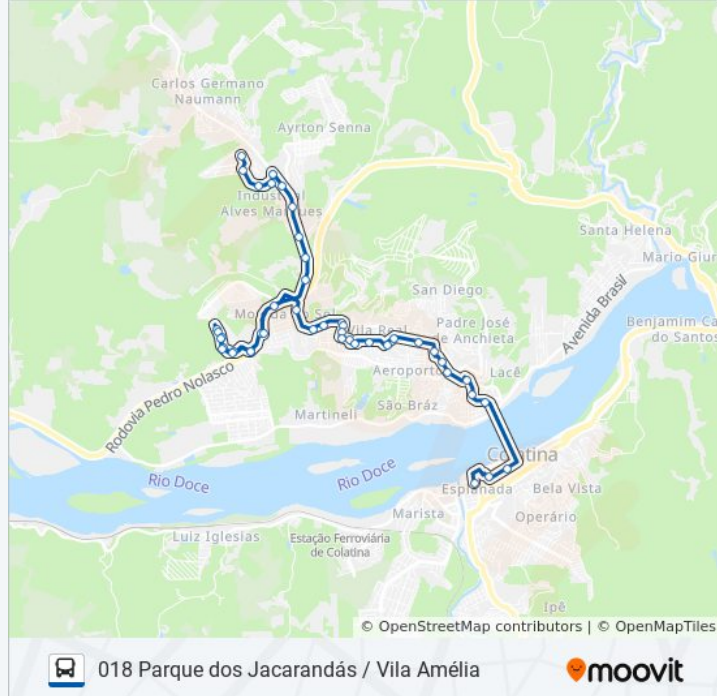 Carlos Germano
Naumann
Ayrton Senna
Industrial
Alves Marques
Santa Helena
Mario Giur
San Diego
Avenida Brasil
Benjamim Ca
do Santos
Padre José
de Anchieta
Vila Real
Aeroporto
Lacê
São Bráz
Rodovia Pedro Nolasco
Martineli
Colatina
Rio Doce
Rio Doce
Esplanada
Bela Vista
Marista
Operário
Luiz Iglesias
Estação Ferroviária
de Colatina
Ipê
© OpenStreetMap contributors | © OpenMapTiles
018 Parque dos Jacarandás / Vila Amélia
moovit